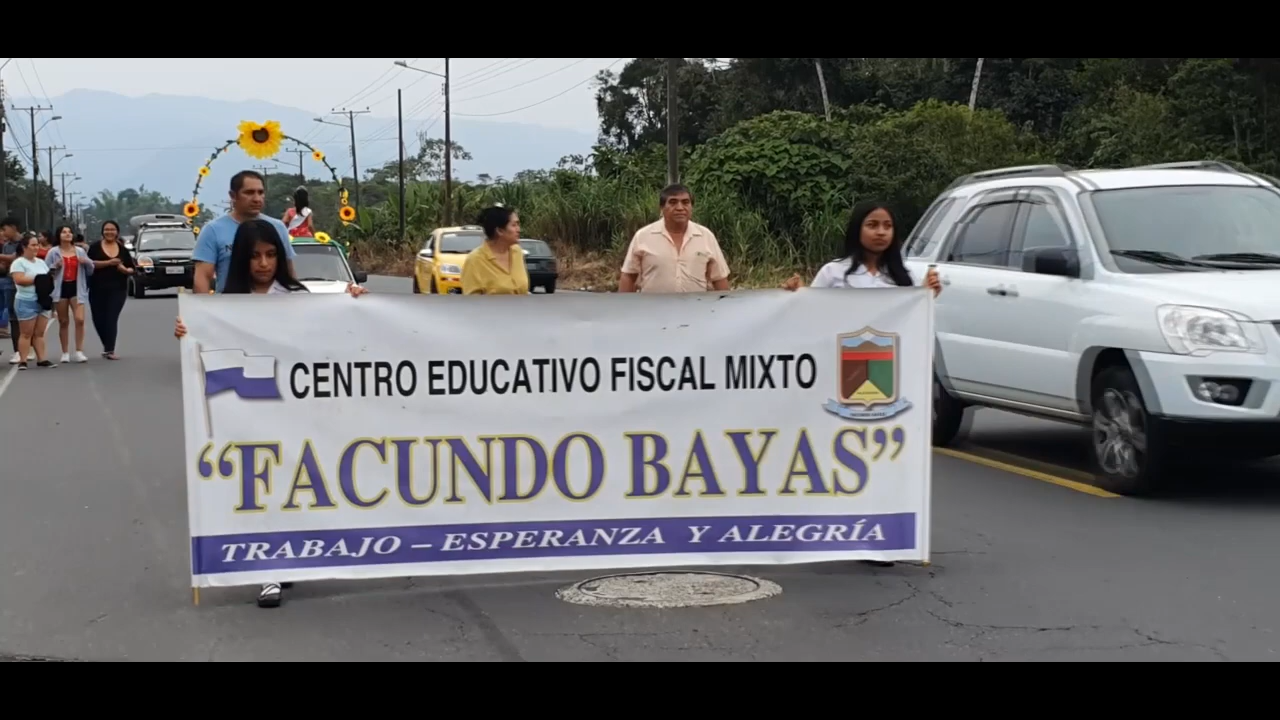 CENTRO EDUCATIVO FISCAL MIXTO
“FACUNDO BAYAS”
TRABAJO – ESPERANZA Y ALEGRÍA